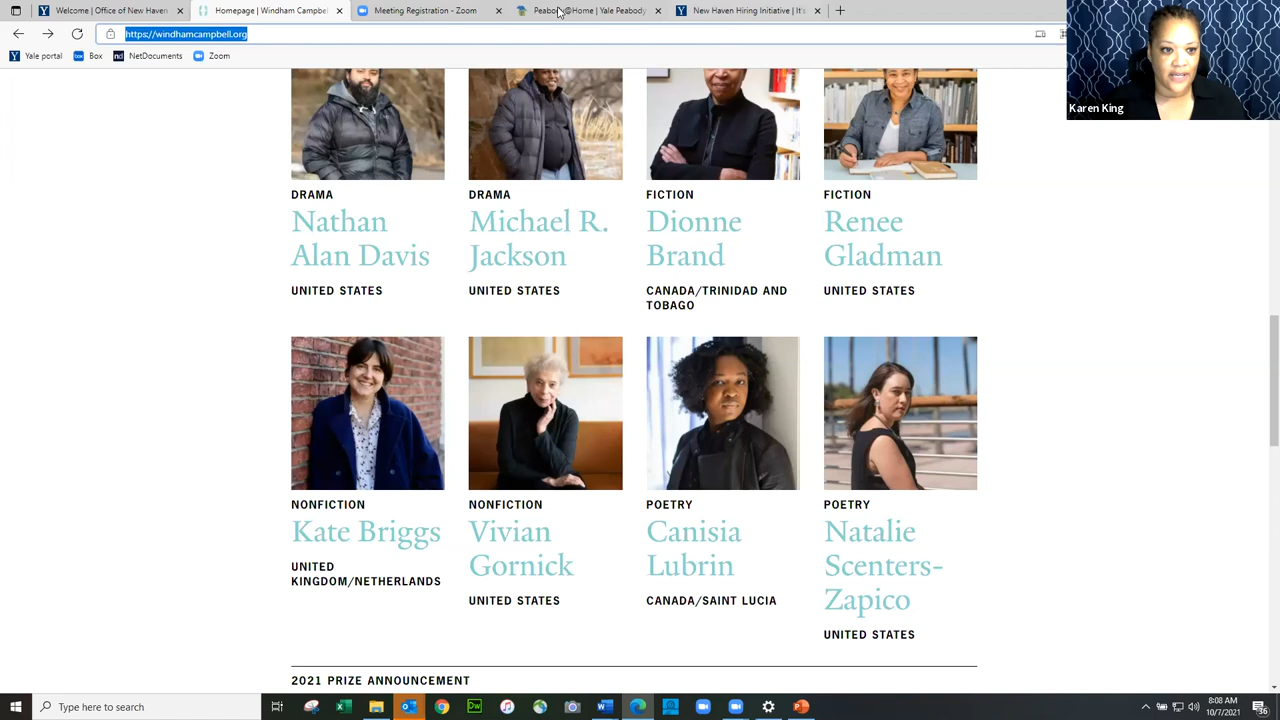 Welcome | Office of New Haven
Homepage | Windham Campbell
Meeting Registration - Zoom
Peabody@Home | Yale Peabody
New Haven Hiring Initiative | It's
https://windhamcampbell.org
Yale portal
Box
NetDocuments
Zoom
Karen King
DRAMA
Nathan
Alan Davis
UNITED STATES
DRAMA
Michael R.
Jackson
UNITED STATES
FICTION
Dionne
Brand
CANADA/TRINIDAD AND
TOBAGO
FICTION
Renee
Gladman
UNITED STATES
NONFICTION
Kate Briggs
UNITED
KINGDOM/NETHERLANDS
NONFICTION
Vivian
Gornick
UNITED STATES
POETRY
Canisia
Lubrin
CANADA/SAINT LUCIA
POETRY
Natalie
Scenters-
Zapico
UNITED STATES
2021 PRIZE ANNOUNCEMENT
Type here to search
8:08 AM
10/7/2021
36